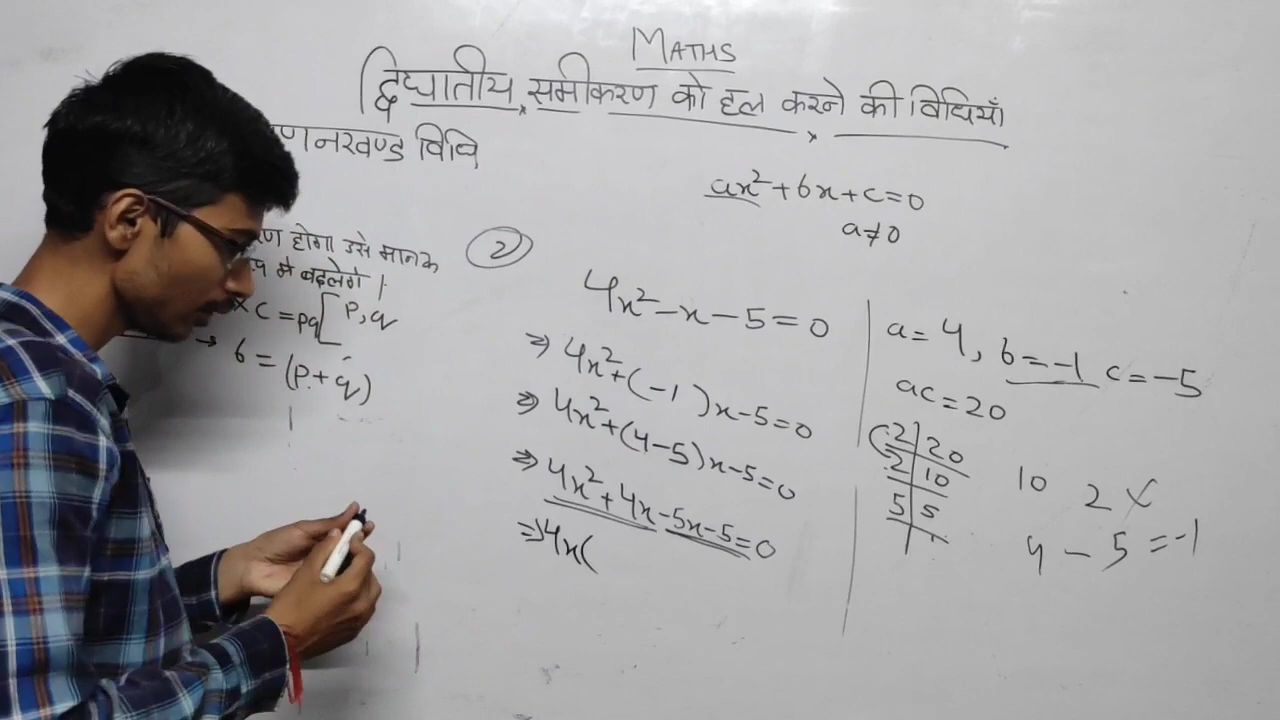 MATHS
द्विघातीय समीकरण को हल करने की विधियाँ
णनखण्ड विधि
ax²+bx+c=0
a≠0
रण होगा उसे मानक
में बदलेगें।
×c=pq[P,q
→ b=(p+q)
②
4x²-x-5=0
⇒ 4x²+(-1)x-5=0
⇒ 4x²+(4-5)x-5=0
⇒ 4x²+4x-5x-5=0
⇒ 4x(
a=4, b=-1 c=-5
ac=20
2|20
2|10
5|5
10 2 ×
4-5=-1